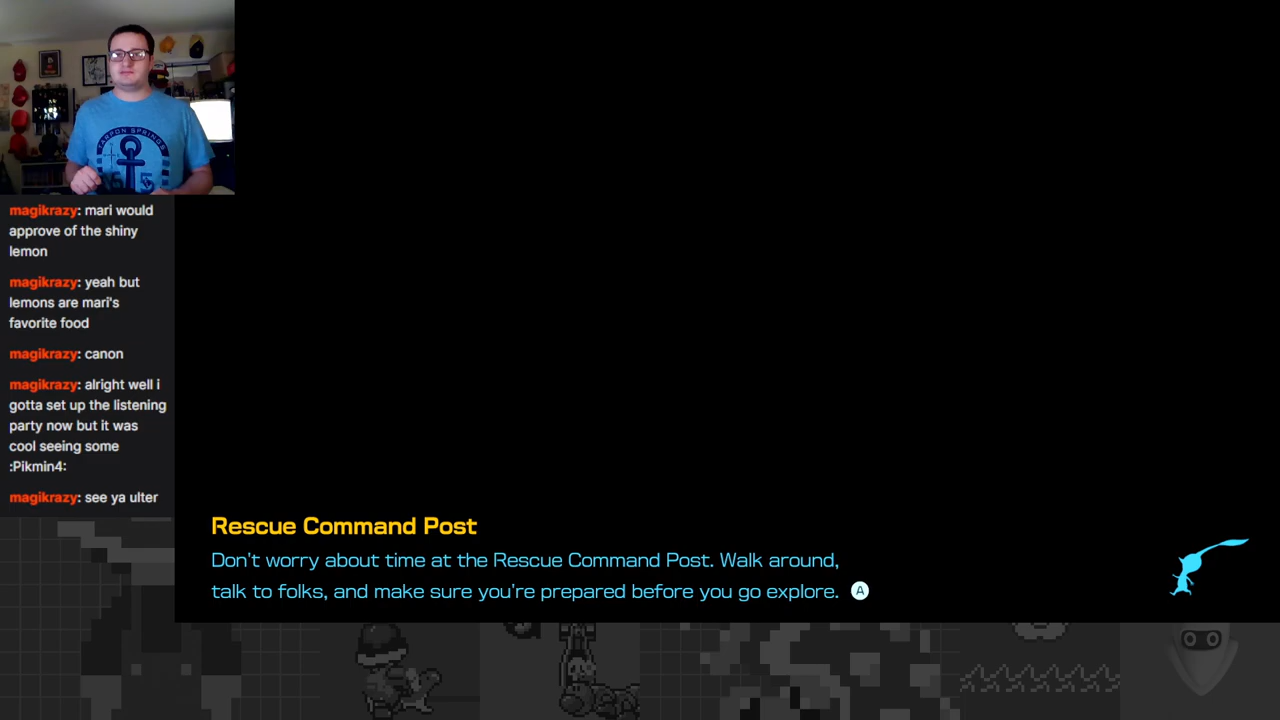 TARPON SPRINGS
magikrazy: mari would
approve of the shiny
lemon
magikrazy: yeah but
lemons are mari's
favorite food
magikrazy: canon
magikrazy: alright well i
gotta set up the listening
party now but it was
cool seeing some
:Pikmin4:
magikrazy: see ya ulter
Rescue Command Post
Don't worry about time at the Rescue Command Post. Walk around,
talk to folks, and make sure you're prepared before you go explore. A